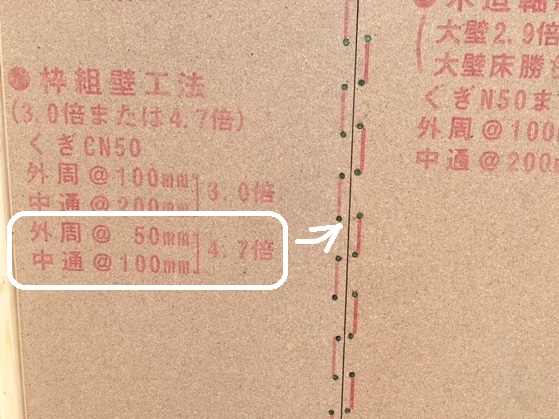 枠組壁工法
(3.0倍または4.7倍)
くぎCN50
外周@100mm
中通@200mm
3.0倍
外周@ 50mm
中通@100mm
4.7倍
大壁2.9倍
大壁床勝
くぎN50ま
外周@100
中通@200